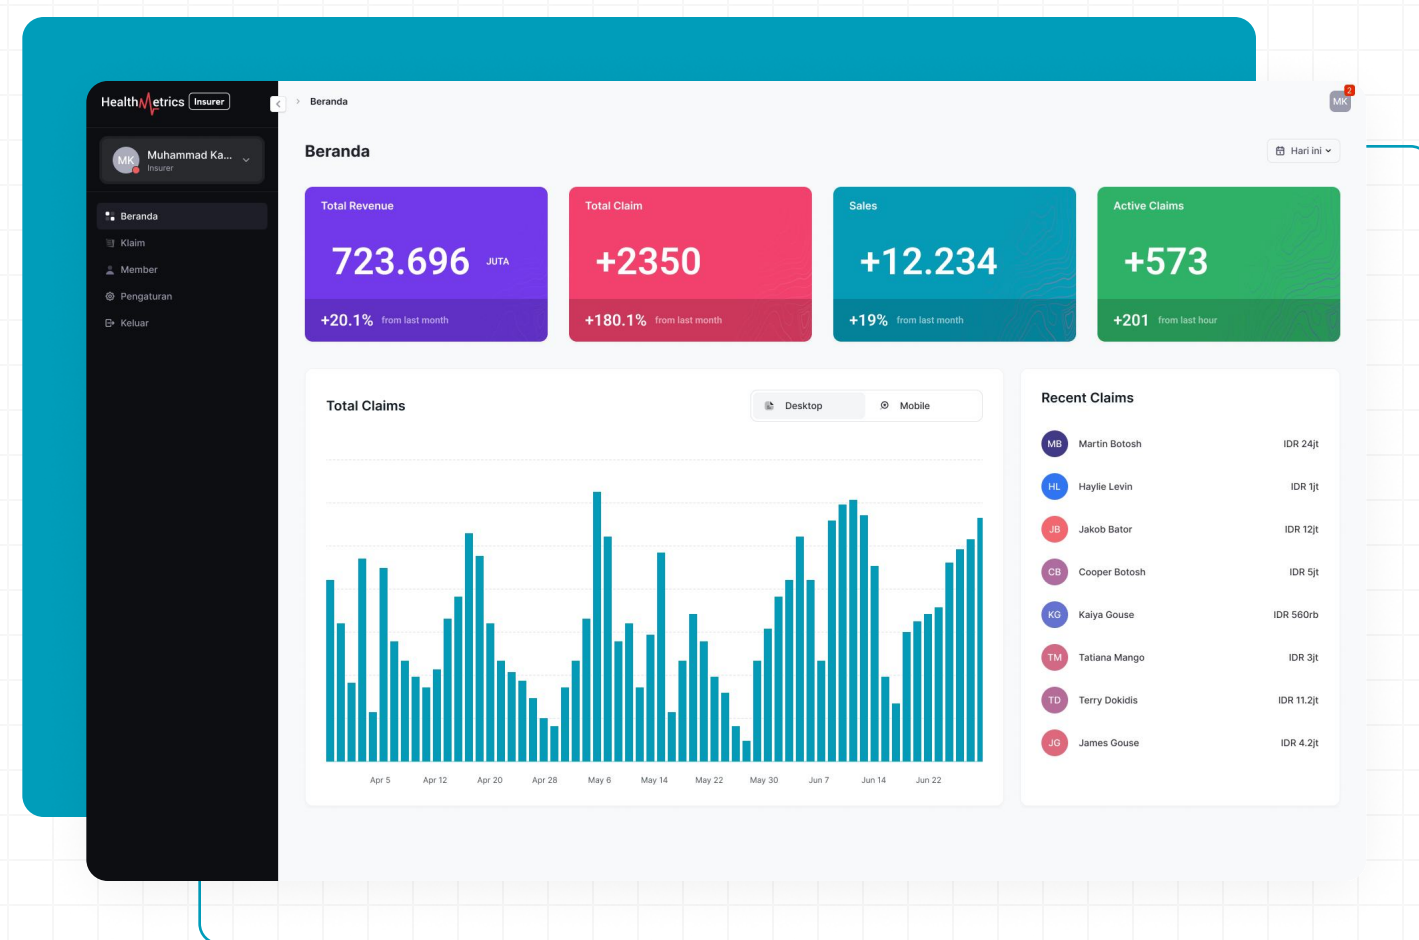 HealthMetrics Insurer
MK
Muhammad Ka...
Insurer
Beranda
Klaim
Member
Pengaturan
Keluar
Beranda
MK
2
Beranda
Hari ini
Total Revenue
723.696 JUTA
+20.1% from last month
Total Claim
+2350
+180.1% from last month
Sales
+12.234
+19% from last month
Active Claims
+573
+201 from last hour
Total Claims
Desktop
Mobile
Apr 5 Apr 12 Apr 20 Apr 28 May 6 May 14 May 22 May 30 Jun 7 Jun 14 Jun 22
Recent Claims
MB Martin Botosh IDR 24jt
HL Haylie Levin IDR 1jt
JB Jakob Bator IDR 12jt
CB Cooper Botosh IDR 5jt
KG Kaiya Gouse IDR 560rb
TM Tatiana Mango IDR 3jt
TD Terry Dokidis IDR 11.2jt
JG James Gouse IDR 4.2jt